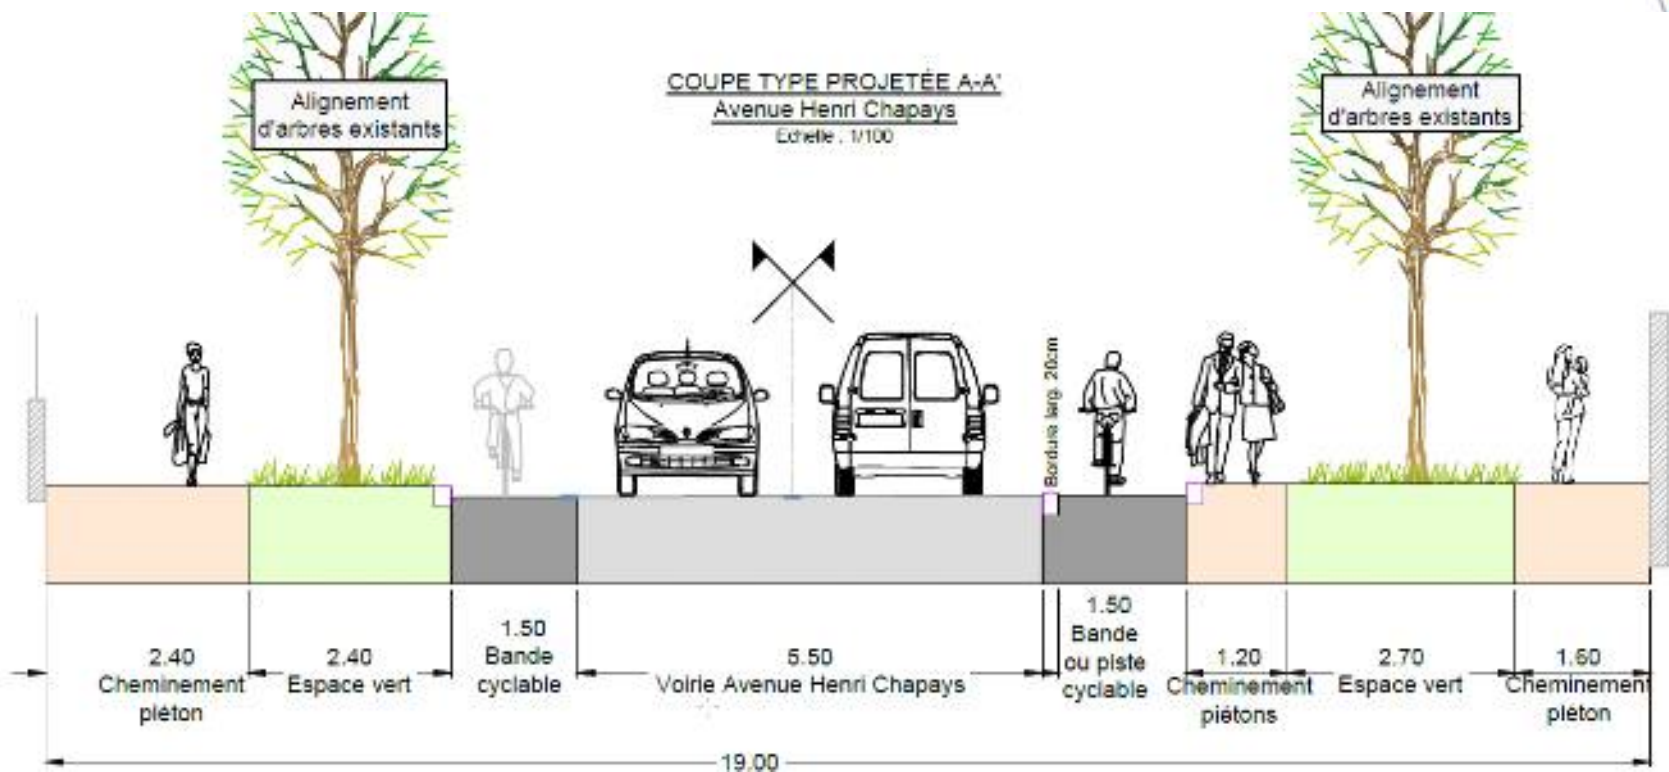 COUPE TYPE PROJETÉE A-A'
Avenue Henri Chapays
Echelle : 1/100
Alignement
d'arbres existants
Alignement
d'arbres existants
Bordure larg. 20cm
2.40
Cheminement
piéton
2.40
Espace vert
1.50
Bande
cyclable
5.50
Voirie Avenue Henri Chapays
1.50
Bande
ou piste
cyclable
1.20
Cheminement
piétons
2.70
Espace vert
1.60
Cheminement
piéton
19.00